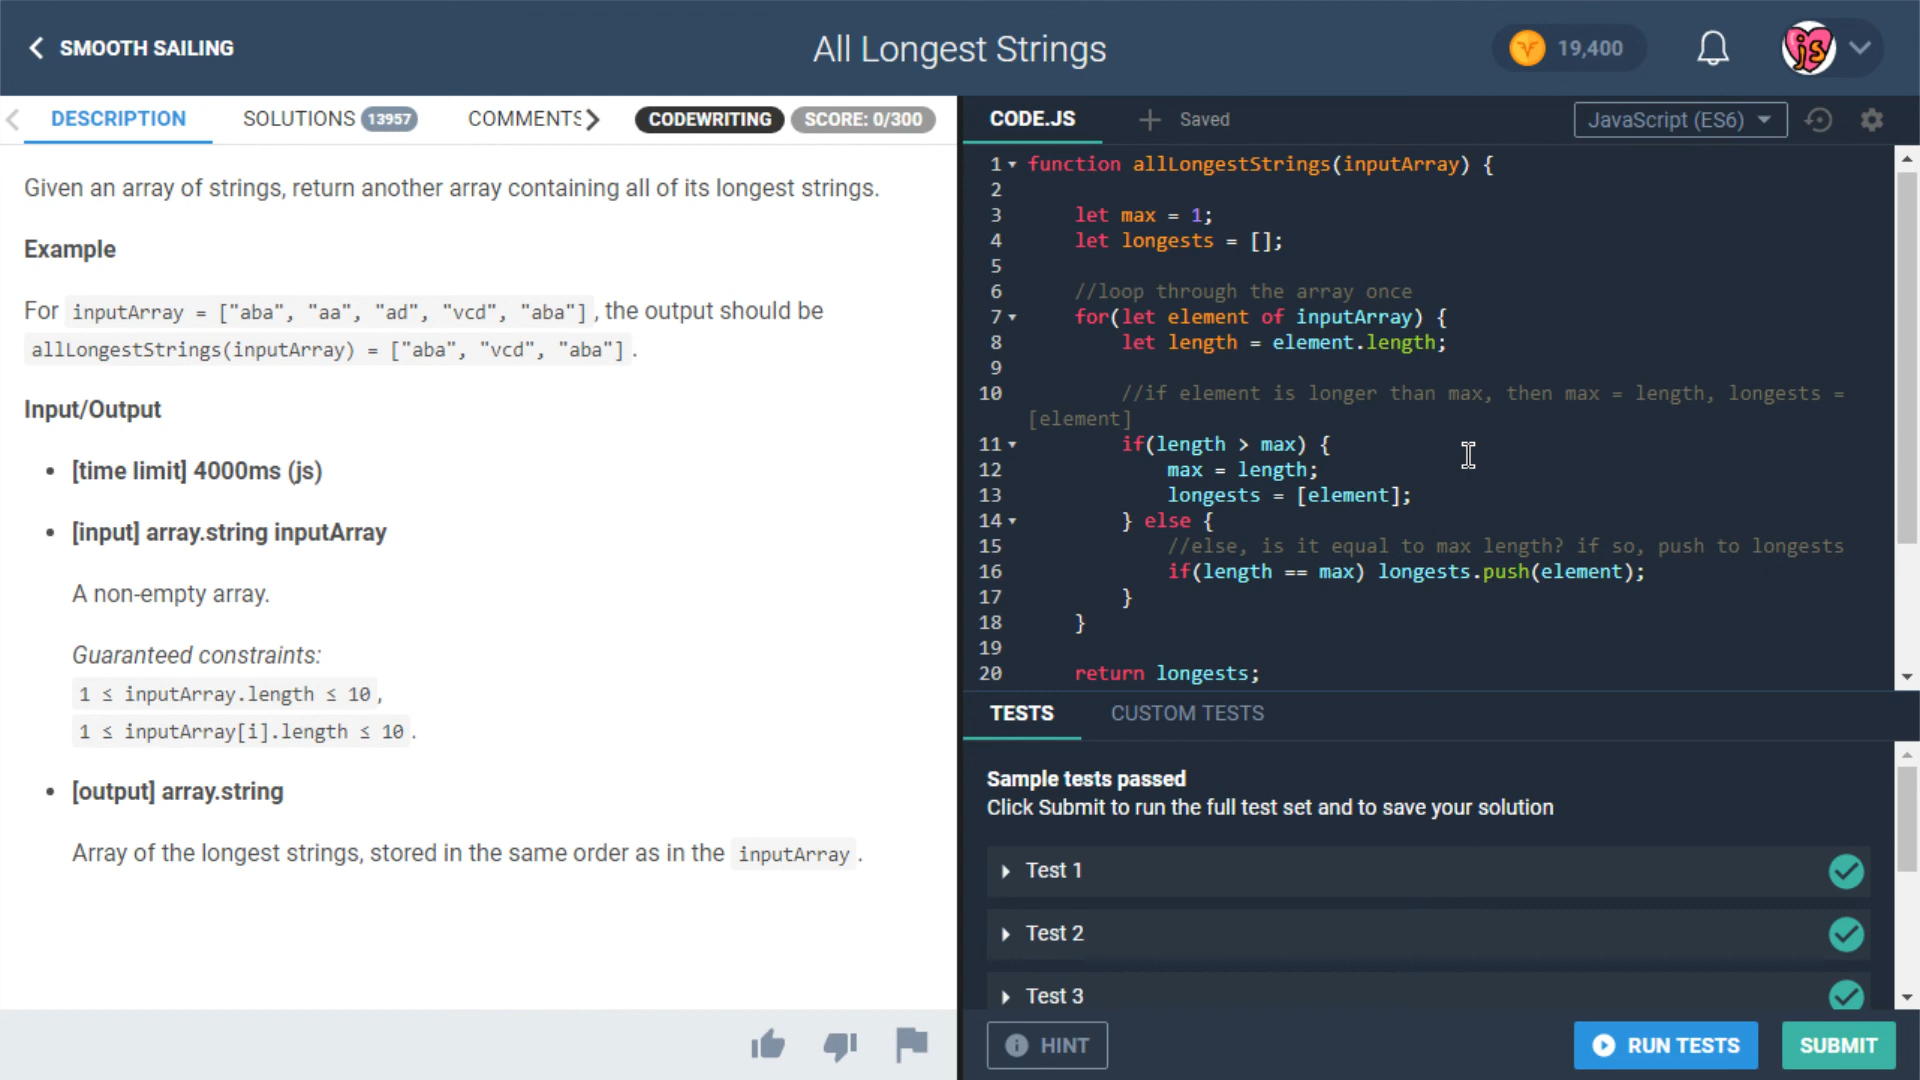 SMOOTH SAILING
All Longest Strings
19,400
js
DESCRIPTION
SOLUTIONS 13957
COMMENTS
CODEWRITING
SCORE: 0/300
Given an array of strings, return another array containing all of its longest strings.
Example
For inputArray = ["aba", "aa", "ad", "vcd", "aba"], the output should be
allLongestStrings(inputArray) = ["aba", "vcd", "aba"].
Input/Output
• [time limit] 4000ms (js)
• [input] array.string inputArray
A non-empty array.
Guaranteed constraints:
1 ≤ inputArray.length ≤ 10,
1 ≤ inputArray[i].length ≤ 10.
• [output] array.string
Array of the longest strings, stored in the same order as in the inputArray.
CODE.JS
Saved
JavaScript (ES6)
1 function allLongestStrings(inputArray) {
2
3     let max = 1;
4     let longests = [];
5
6     //loop through the array once
7     for(let element of inputArray) {
8         let length = element.length;
9
10         //if element is longer than max, then max = length, longests =
[element]
11         if(length > max) {
12             max = length;
13             longests = [element];
14         } else {
15             //else, is it equal to max length? if so, push to longests
16             if(length == max) longests.push(element);
17         }
18     }
19
20     return longests;
TESTS
CUSTOM TESTS
Sample tests passed
Click Submit to run the full test set and to save your solution
Test 1
Test 2
Test 3
HINT
RUN TESTS
SUBMIT